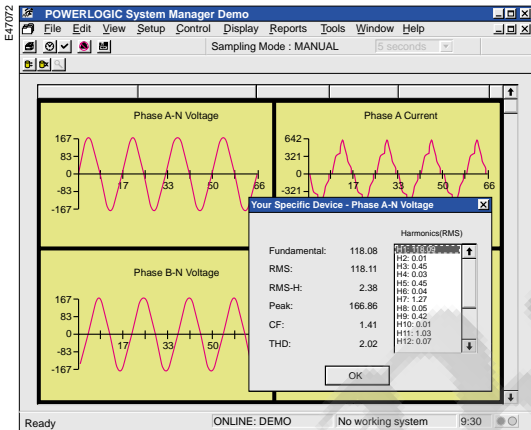 E47072
POWERLOGIC System Manager Demo
File Edit View Setup Control Display Reports Tools Window Help
Sampling Mode : MANUAL 5 seconds
Phase A-N Voltage
167
83
0
-83
-167
17 33 50 66
Phase A Current
642
321
0
-321
17 33 50 66
Your Specific Device - Phase A-N Voltage
Harmonics(RMS)
Fundamental: 118.08
RMS: 118.11
RMS-H: 2.38
Peak: 166.86
CF: 1.41
THD: 2.02
H1: 118.09
H2: 0.01
H3: 0.45
H4: 0.03
H5: 0.45
H6: 0.04
H7: 1.27
H8: 0.05
H9: 0.42
H10: 0.01
H11: 1.03
H12: 0.07
OK
Phase B-N Voltage
167
83
0
-83
-167
17 33 50
Ready ONLINE: DEMO No working system 9:30